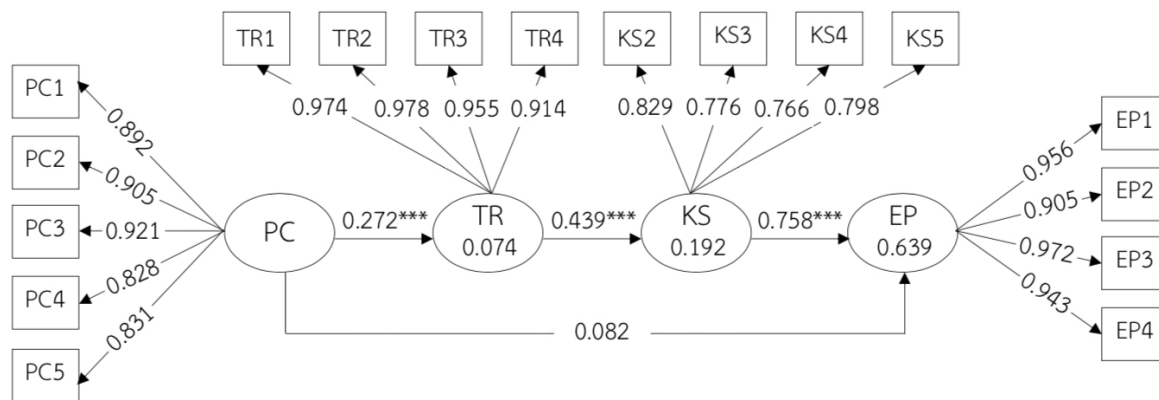 TR1 TR2 TR3 TR4 KS2 KS3 KS4 KS5
0.974 0.978 0.955 0.914 0.829 0.776 0.766 0.798
PC1
PC2
PC3
PC4
PC5
0.892
0.905
0.921
0.828
0.831
PC 0.272*** TR 0.439*** KS 0.758*** EP
0.074 0.192 0.639
0.082
0.956
0.905
0.972
0.943
EP1
EP2
EP3
EP4